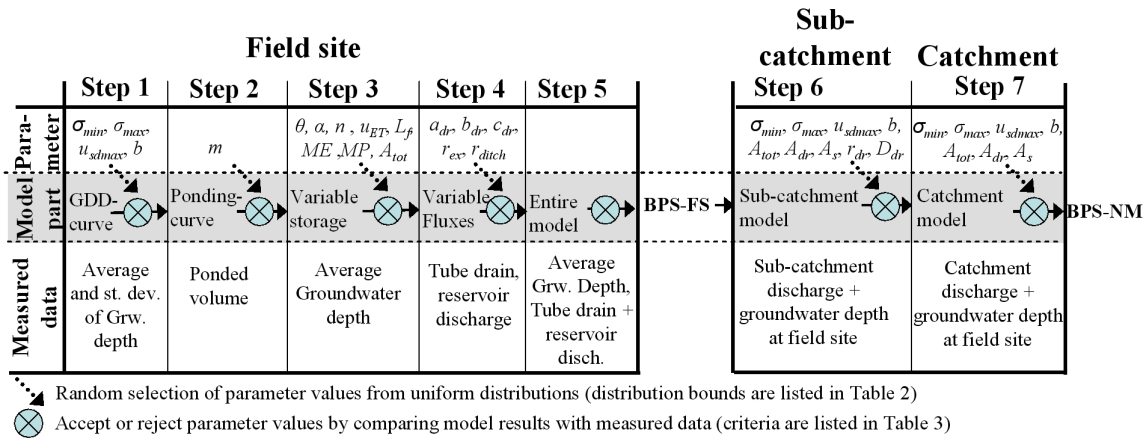 Field site
Sub-
catchment
Catchment
Step 1
Step 2
Step 3
Step 4
Step 5
Step 6
Step 7
Para-
meter
σmin, σmax,
usdmax, b
m
θ, α, n , uET, Lf,
ME ,MP, Atot
adr, bdr, cdr,
rex, rditch
σmin, σmax, usdmax, b,
Atot, Adr, As, rdr, Ddr
σmin, σmax, usdmax, b,
Atot, Adr, As
Model
part
GDD-
curve
Ponding-
curve
Variable
storage
Variable
Fluxes
Entire
model
BPS-FS
Sub-catchment
model
Catchment
model
BPS-NM
Measured
data
Average
and st. dev.
of Grw.
depth
Ponded
volume
Average
Groundwater
depth
Tube drain,
reservoir
discharge
Average
Grw. Depth,
Tube drain +
reservoir
disch.
Sub-catchment
discharge +
groundwater depth
at field site
Catchment
discharge +
groundwater depth
at field site
Random selection of parameter values from uniform distributions (distribution bounds are listed in Table 2)
Accept or reject parameter values by comparing model results with measured data (criteria are listed in Table 3)